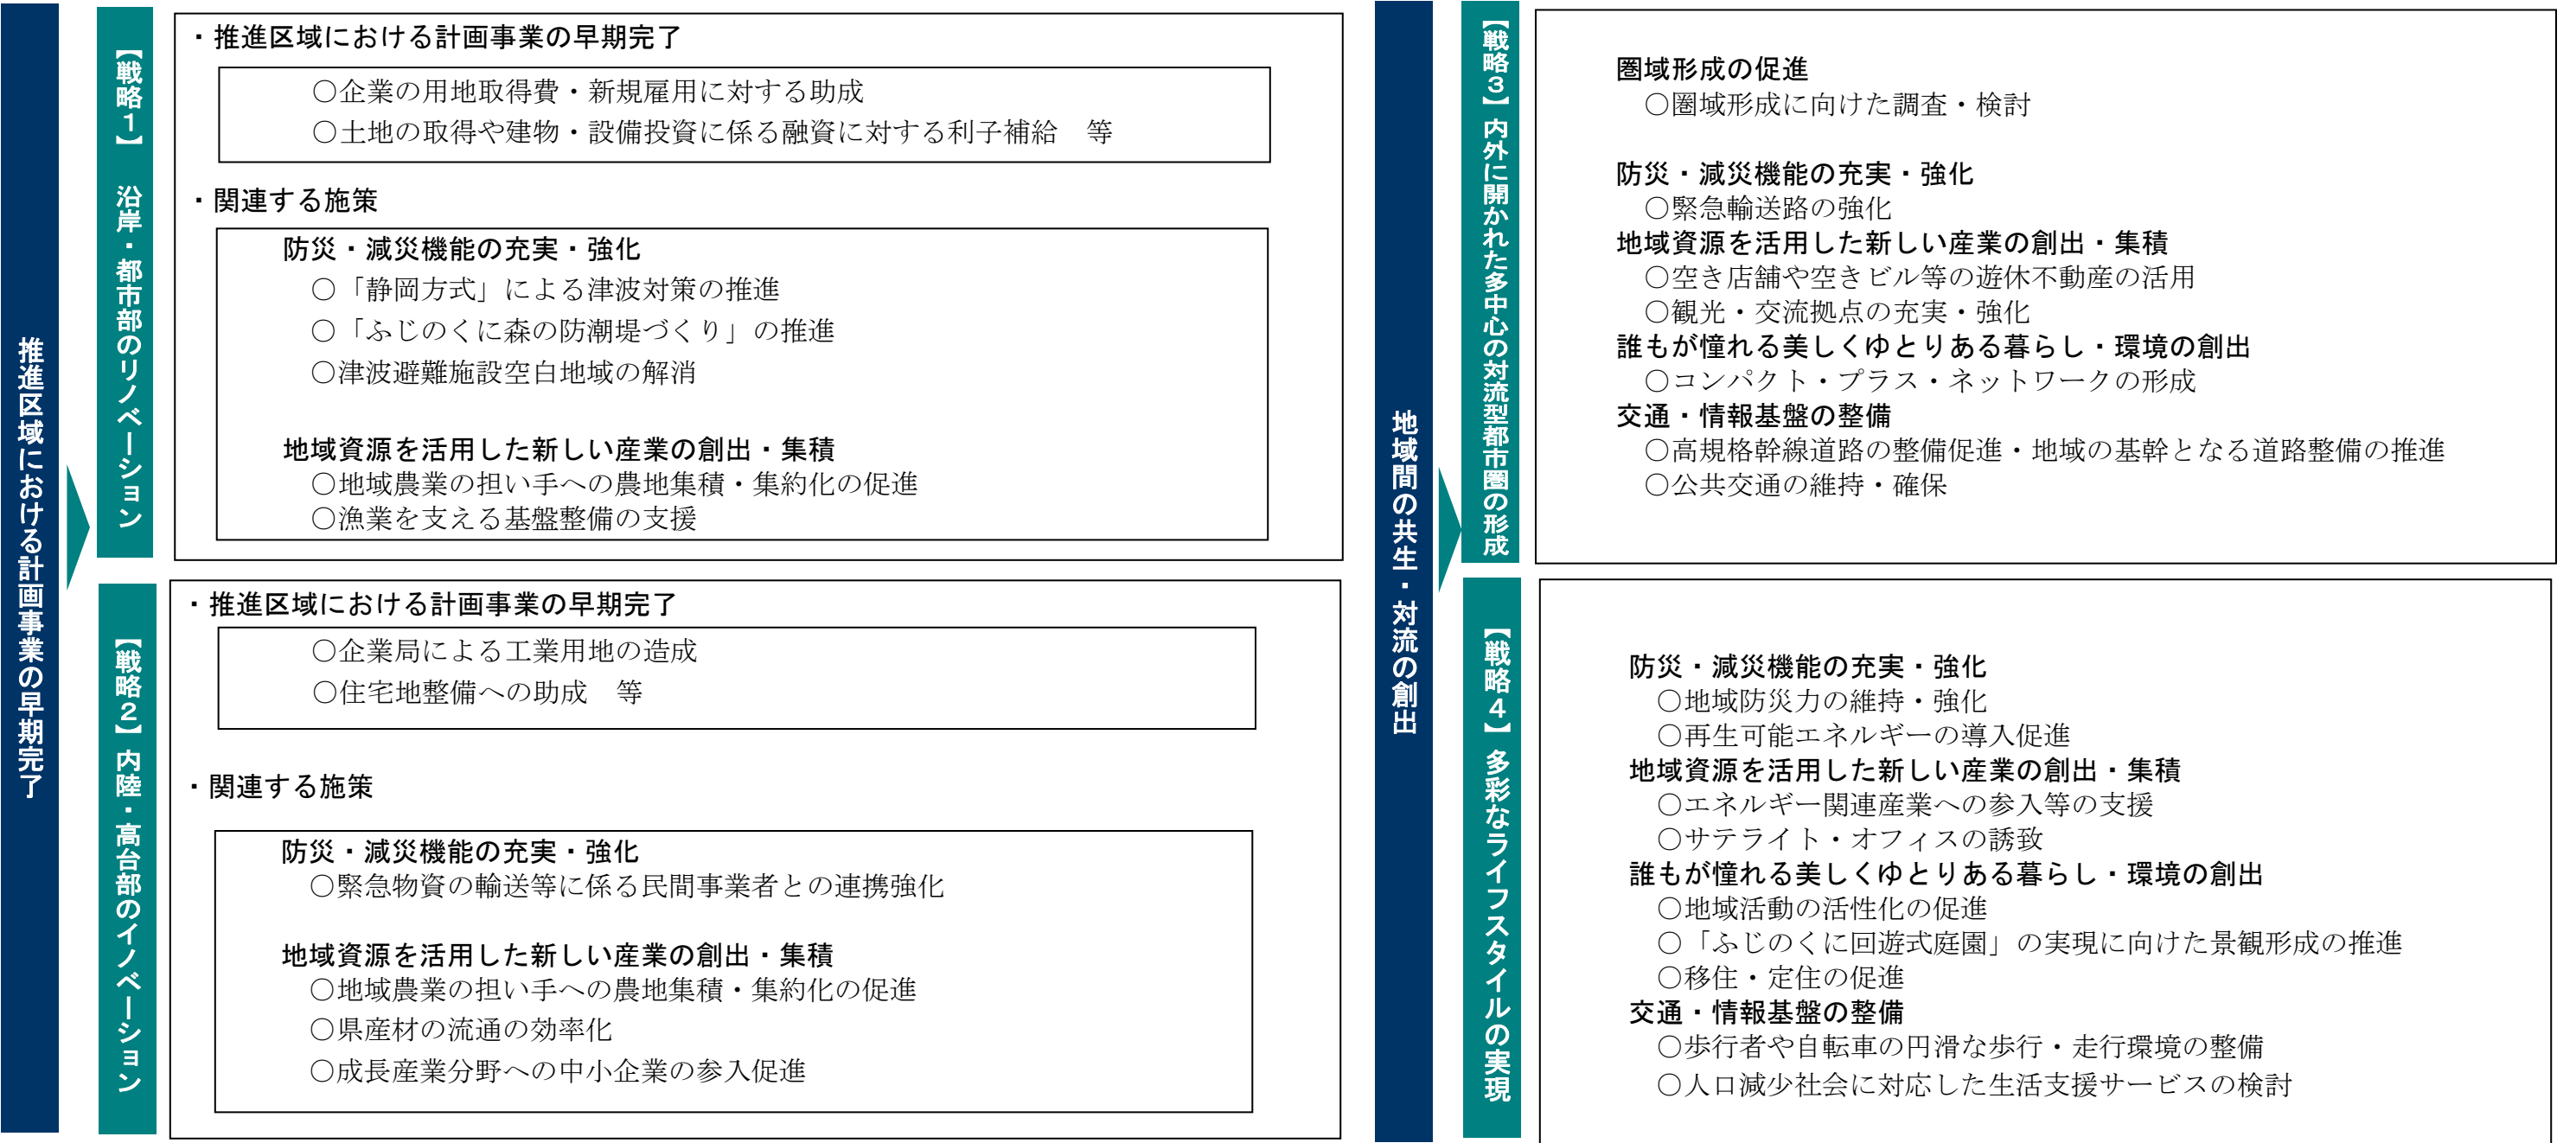 推進区域における計画事業の早期完了
【戦略１】 沿岸・都市部のリノベーション
・推進区域における計画事業の早期完了
○企業の用地取得費・新規雇用に対する助成
○土地の取得や建物・設備投資に係る融資に対する利子補給　等
・関連する施策
防災・減災機能の充実・強化
○「静岡方式」による津波対策の推進
○「ふじのくに森の防潮堤づくり」の推進
○津波避難施設空白地域の解消
地域資源を活用した新しい産業の創出・集積
○地域農業の担い手への農地集積・集約化の促進
○漁業を支える基盤整備の支援
【戦略２】内陸・高台部のイノベーション
・推進区域における計画事業の早期完了
○企業局による工業用地の造成
○住宅地整備への助成　等
・関連する施策
防災・減災機能の充実・強化
○緊急物資の輸送等に係る民間事業者との連携強化
地域資源を活用した新しい産業の創出・集積
○地域農業の担い手への農地集積・集約化の促進
○県産材の流通の効率化
○成長産業分野への中小企業の参入促進
地域間の共生・対流の創出
【戦略３】内外に開かれた多中心の対流型都市圏の形成
圏域形成の促進
○圏域形成に向けた調査・検討
防災・減災機能の充実・強化
○緊急輸送路の強化
地域資源を活用した新しい産業の創出・集積
○空き店舗や空きビル等の遊休不動産の活用
○観光・交流拠点の充実・強化
誰もが憧れる美しくゆとりある暮らし・環境の創出
○コンパクト・プラス・ネットワークの形成
交通・情報基盤の整備
○高規格幹線道路の整備促進・地域の基幹となる道路整備の推進
○公共交通の維持・確保
【戦略４】多彩なライフスタイルの実現
防災・減災機能の充実・強化
○地域防災力の維持・強化
○再生可能エネルギーの導入促進
地域資源を活用した新しい産業の創出・集積
○エネルギー関連産業への参入等の支援
○サテライト・オフィスの誘致
誰もが憧れる美しくゆとりある暮らし・環境の創出
○地域活動の活性化の促進
○「ふじのくに回遊式庭園」の実現に向けた景観形成の推進
○移住・定住の促進
交通・情報基盤の整備
○歩行者や自転車の円滑な歩行・走行環境の整備
○人口減少社会に対応した生活支援サービスの検討